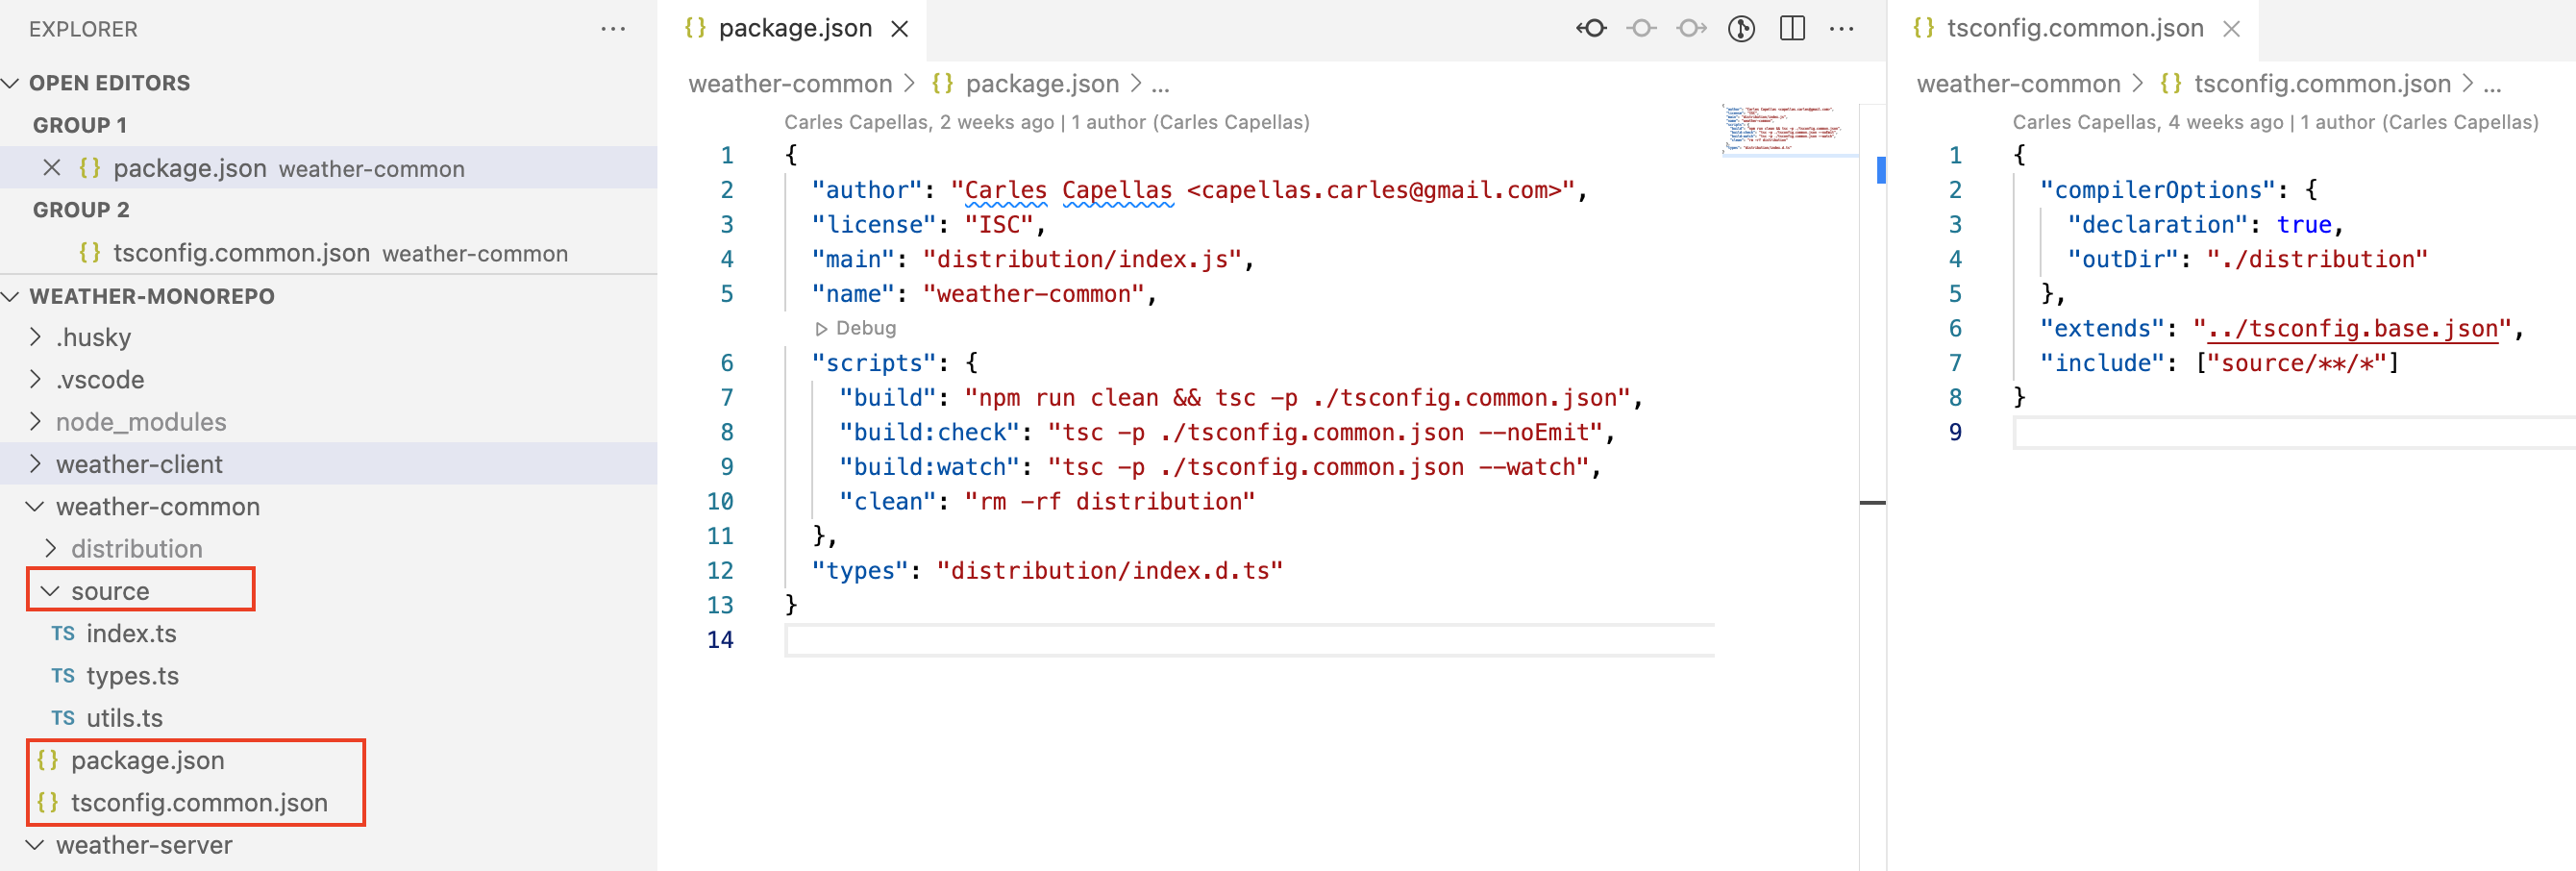 EXPLORER
OPEN EDITORS
GROUP 1
package.json weather-common
GROUP 2
tsconfig.common.json weather-common
WEATHER-MONOREPO
.husky
.vscode
node_modules
weather-client
weather-common
distribution
source
TS index.ts
TS types.ts
TS utils.ts
package.json
tsconfig.common.json
weather-server
package.json
weather-common > {} package.json > ...
Carles Capellas, 2 weeks ago | 1 author (Carles Capellas)
1 {
2 "author": "Carles Capellas <capellas.carles@gmail.com>",
3 "license": "ISC",
4 "main": "distribution/index.js",
5 "name": "weather-common",
Debug
6 "scripts": {
7 "build": "npm run clean && tsc -p ./tsconfig.common.json",
8 "build:check": "tsc -p ./tsconfig.common.json --noEmit",
9 "build:watch": "tsc -p ./tsconfig.common.json --watch",
10 "clean": "rm -rf distribution"
11 },
12 "types": "distribution/index.d.ts"
13 }
14
tsconfig.common.json
weather-common > {} tsconfig.common.json > ...
Carles Capellas, 4 weeks ago | 1 author (Carles Capellas)
1 {
2 "compilerOptions": {
3 "declaration": true,
4 "outDir": "./distribution"
5 },
6 "extends": "../tsconfig.base.json",
7 "include": ["source/**/*"]
8 }
9